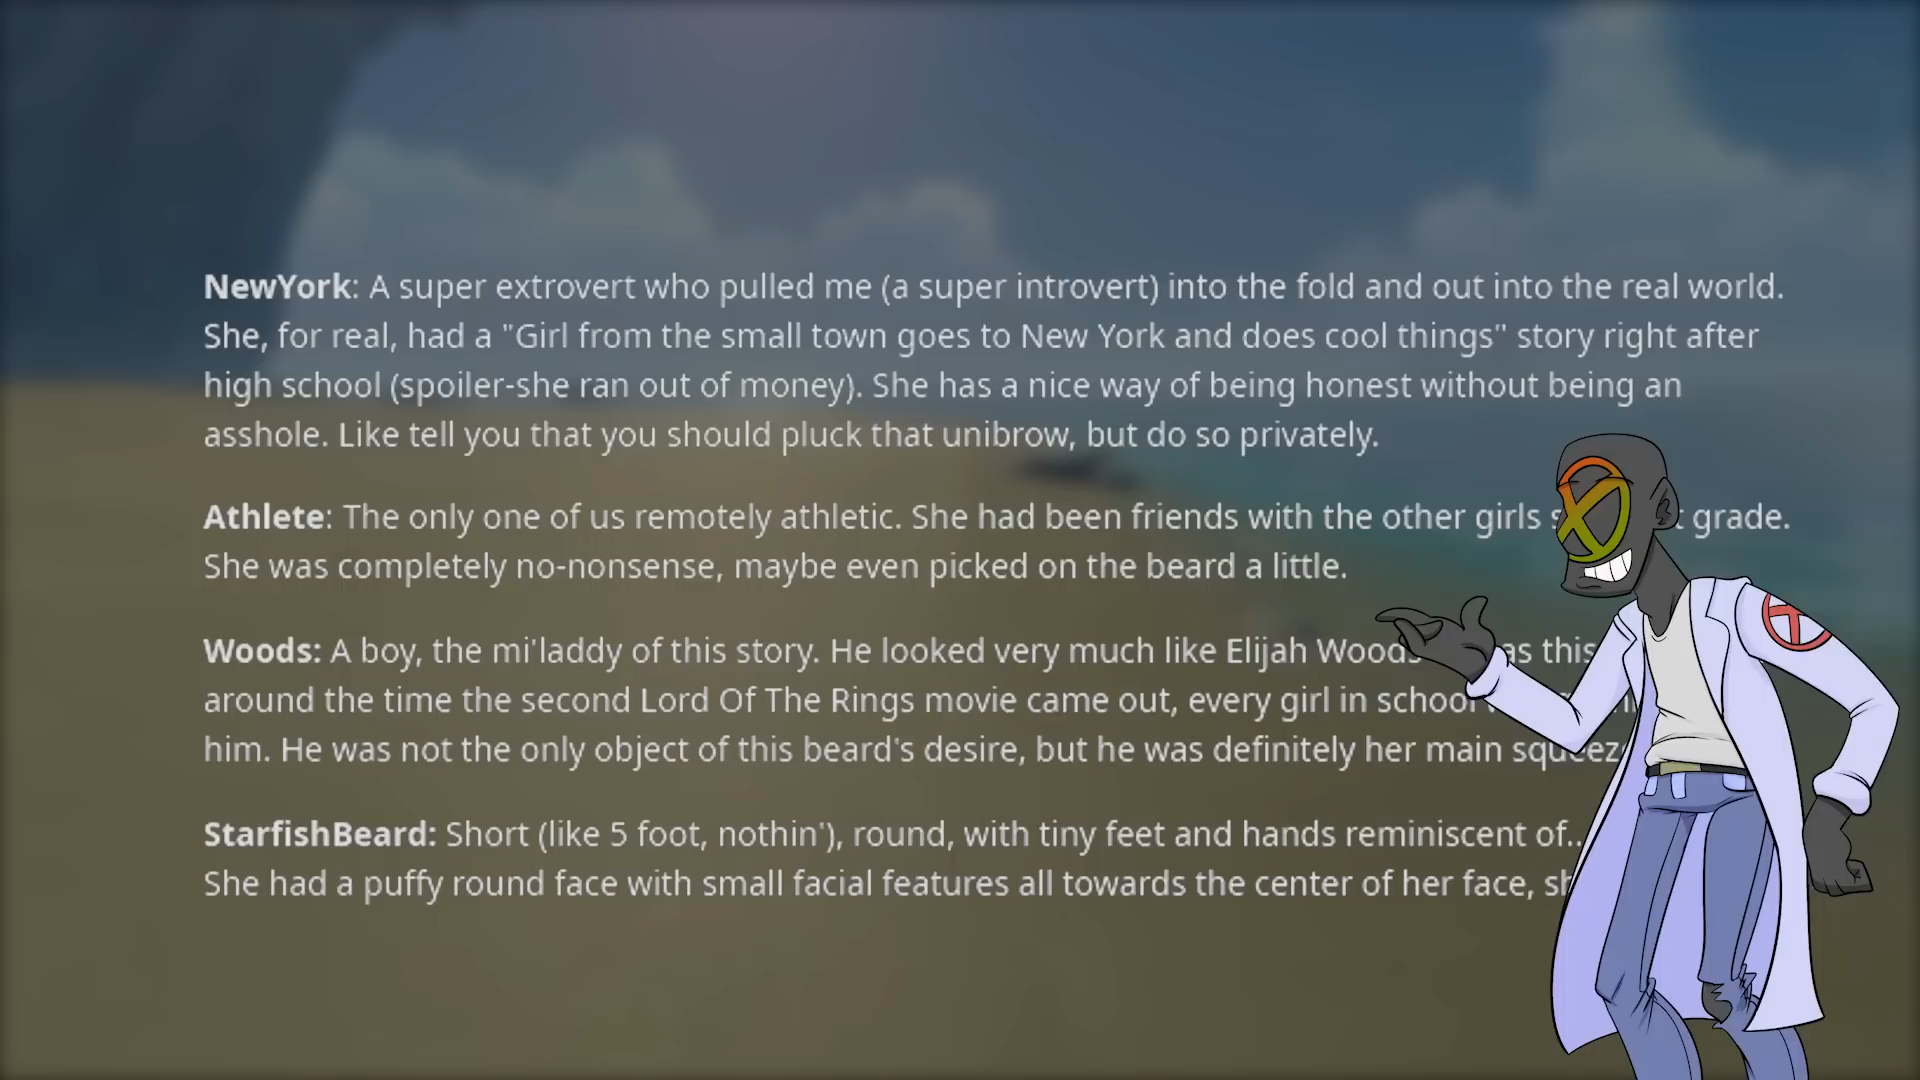 NewYork: A super extrovert who pulled me (a super introvert) into the fold and out into the real world.
She, for real, had a "Girl from the small town goes to New York and does cool things" story right after
high school (spoiler-she ran out of money). She has a nice way of being honest without being an
asshole. Like tell you that you should pluck that unibrow, but do so privately.
Athlete: The only one of us remotely athletic. She had been friends with the other girls grade.
She was completely no-nonsense, maybe even picked on the beard a little.
Woods: A boy, the mi'laddy of this story. He looked very much like Elijah Woods as this
around the time the second Lord Of The Rings movie came out, every girl in school
him. He was not the only object of this beard's desire, but he was definitely her main squeeze
StarfishBeard: Short (like 5 foot, nothin'), round, with tiny feet and hands reminiscent of..
She had a puffy round face with small facial features all towards the center of her face,